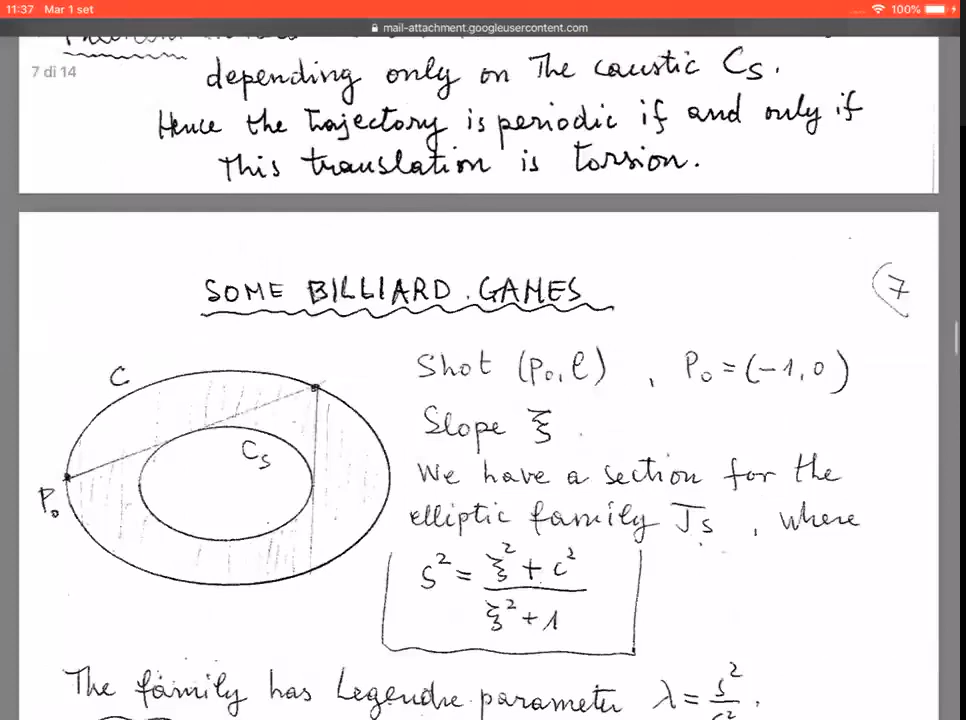 11:37 Mar 1 set
100%
mail-attachment.googleusercontent.com
7 di 14
depending only on the caustic Cs.
Hence the trajectory is periodic if and only if
this translation is torsion.
SOME BILLIARD GAMES
7
C
Cs
P₀
Shot (P₀, l), P₀ = (-1, 0)
Slope ξ
We have a section for the
elliptic family Js, where
s² = (ξ² + c²) / (ξ² + 1)
The family has Legendre parameter λ = s²/c².